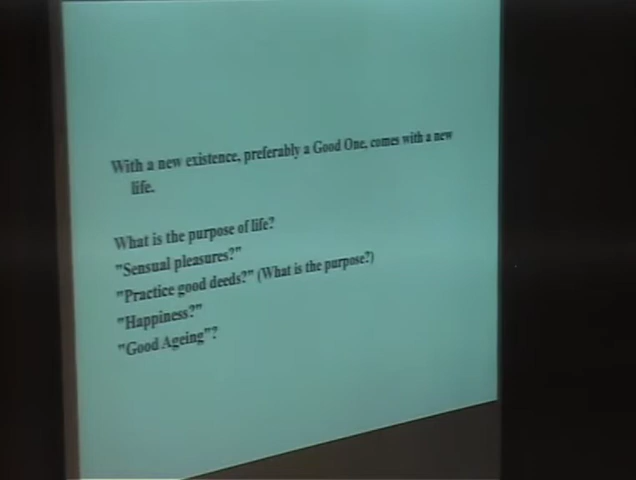 With a new existence, preferably a Good One, comes with a new
life.
What is the purpose of life?
"Sensual pleasures?"
"Practice good deeds?" (What is the purpose?)
"Happiness?"
"Good Ageing"?